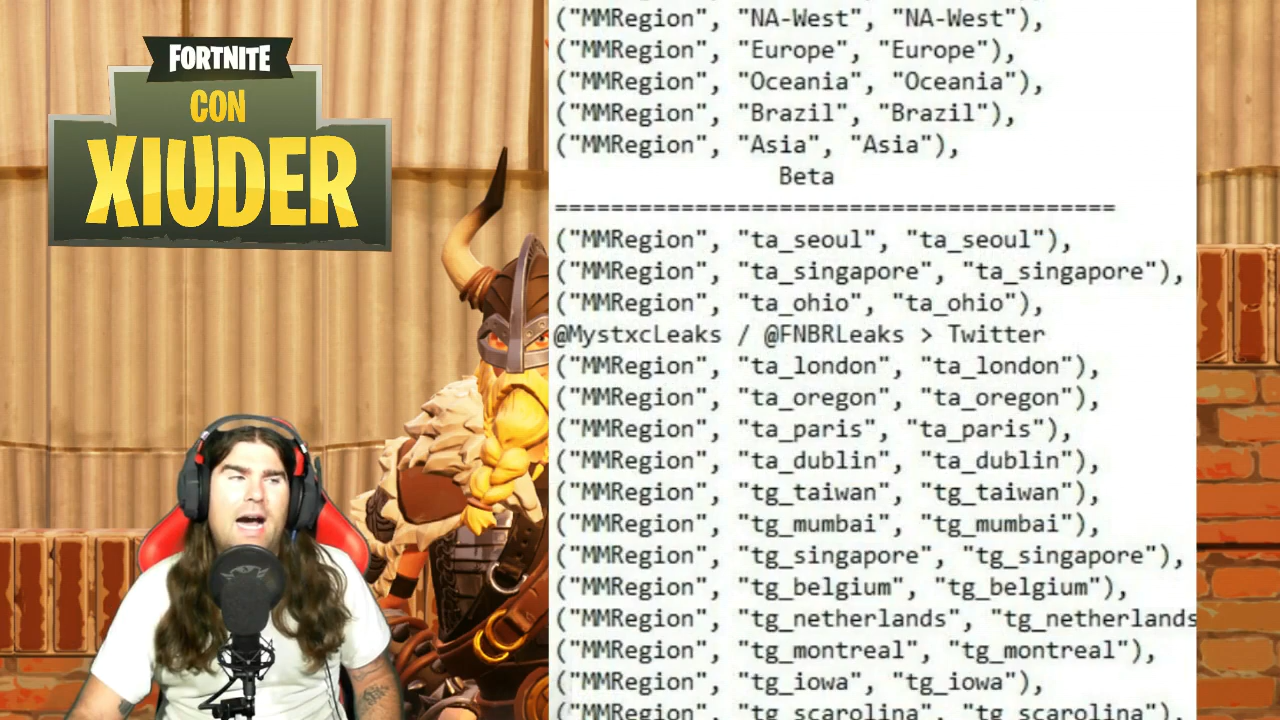 FORTNITE
CON
XIUDER
("MMRegion", "NA-West", "NA-West"),
("MMRegion", "Europe", "Europe"),
("MMRegion", "Oceania", "Oceania"),
("MMRegion", "Brazil", "Brazil"),
("MMRegion", "Asia", "Asia"),
Beta
========================================
("MMRegion", "ta_seoul", "ta_seoul"),
("MMRegion", "ta_singapore", "ta_singapore"),
("MMRegion", "ta_ohio", "ta_ohio"),
@MystxcLeaks / @FNBRLeaks > Twitter
("MMRegion", "ta_london", "ta_london"),
("MMRegion", "ta_oregon", "ta_oregon"),
("MMRegion", "ta_paris", "ta_paris"),
("MMRegion", "ta_dublin", "ta_dublin"),
("MMRegion", "tg_taiwan", "tg_taiwan"),
("MMRegion", "tg_mumbai", "tg_mumbai"),
("MMRegion", "tg_singapore", "tg_singapore"),
("MMRegion", "tg_belgium", "tg_belgium"),
("MMRegion", "tg_netherlands", "tg_netherlands
("MMRegion", "tg_montreal", "tg_montreal"),
("MMRegion", "tg_iowa", "tg_iowa"),
("MMRegion", "tg_scarolina", "tg_scarolina"),